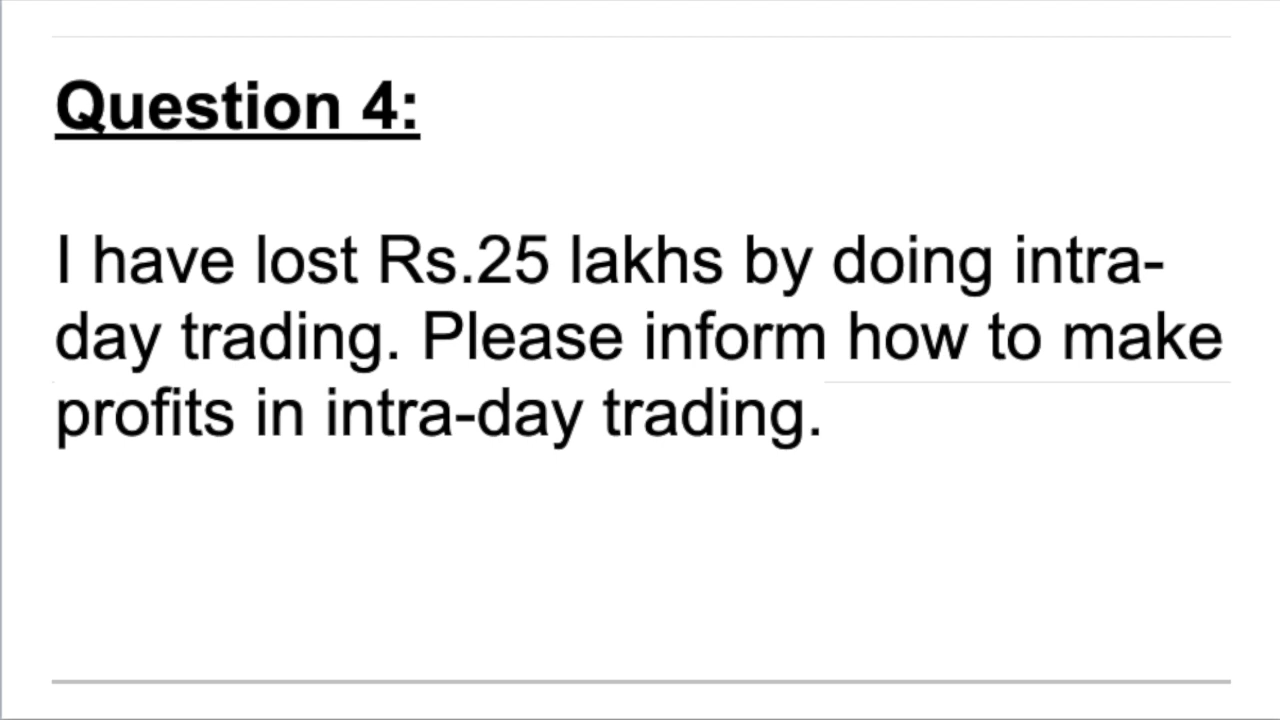 Question 4:
I have lost Rs.25 lakhs by doing intra-
day trading. Please inform how to make
profits in intra-day trading.